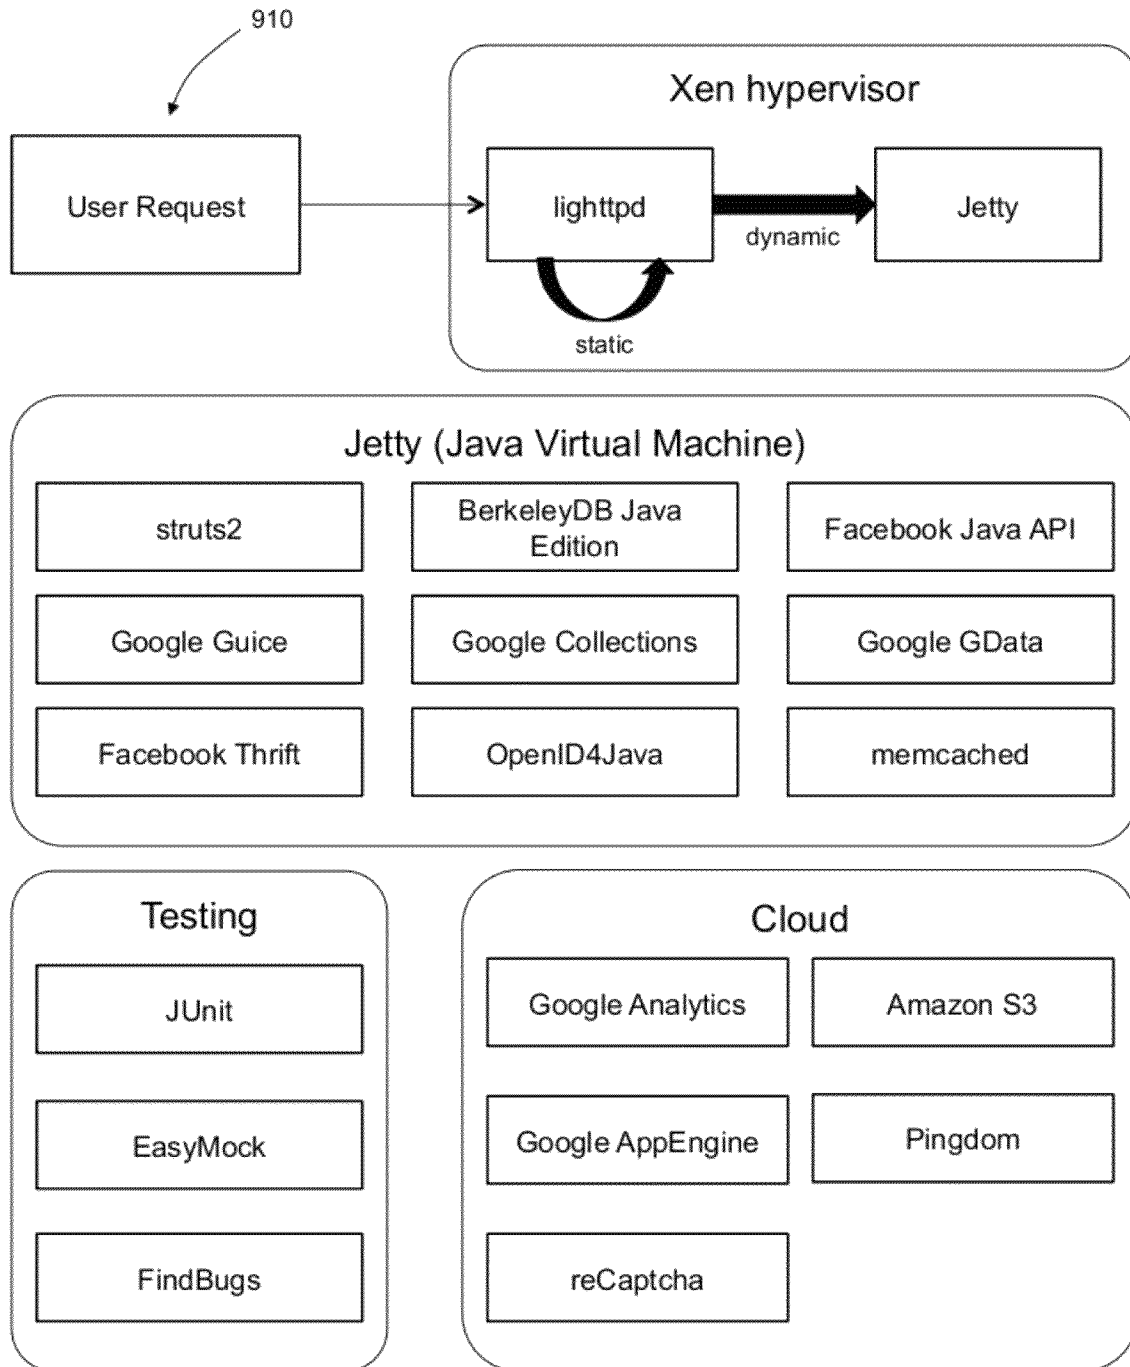 910
Xen hypervisor
User Request
lighttpd
Jetty
dynamic
static
Jetty (Java Virtual Machine)
struts2
BerkeleyDB Java
Edition
Facebook Java API
Google Guice
Google Collections
Google GData
Facebook Thrift
OpenID4Java
memcached
Testing
JUnit
EasyMock
FindBugs
Cloud
Google Analytics
Amazon S3
Google AppEngine
Pingdom
reCaptcha